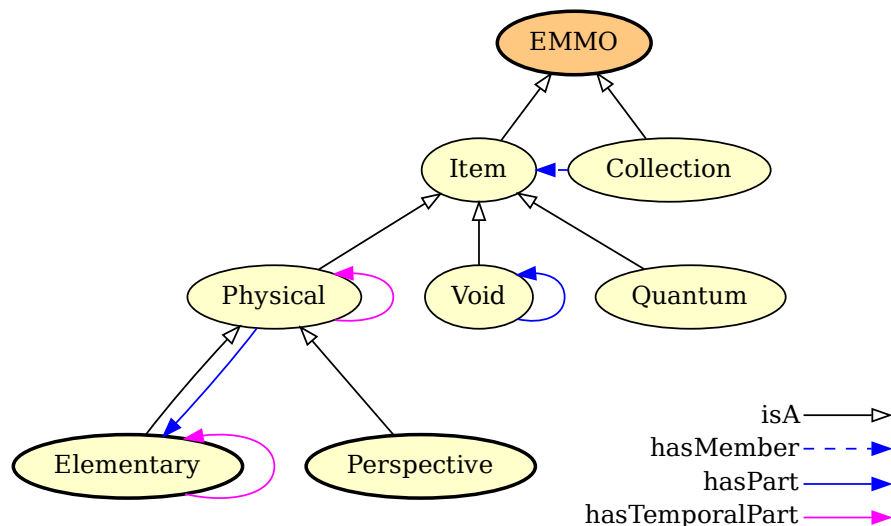 EMMO
Item
Collection
Physical
Void
Quantum
Elementary
Perspective
isA
hasMember
hasPart
hasTemporalPart